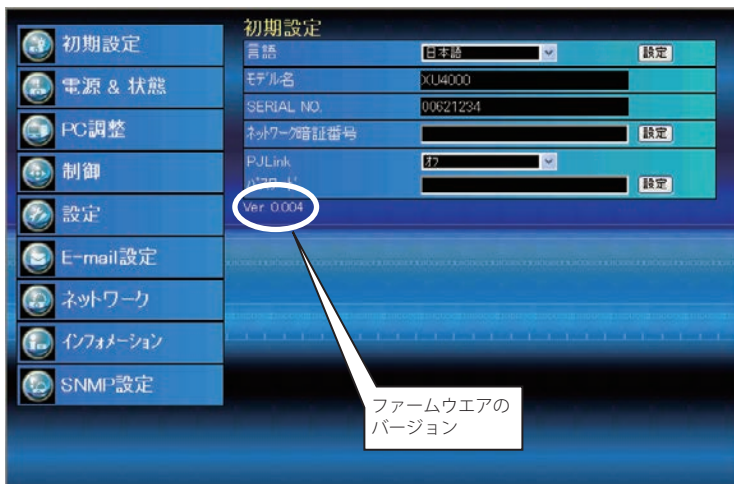 初期設定
電源 & 状態
PC調整
制御
設定
E-mail設定
ネットワーク
インフォメーション
SNMP設定
初期設定
言語 日本語 設定
モデル名 XU4000
SERIAL NO. 00621234
ネットワーク暗証番号 設定
PJLink オフ
パスワード 設定
Ver 0.004
ファームウエアの
バージョン